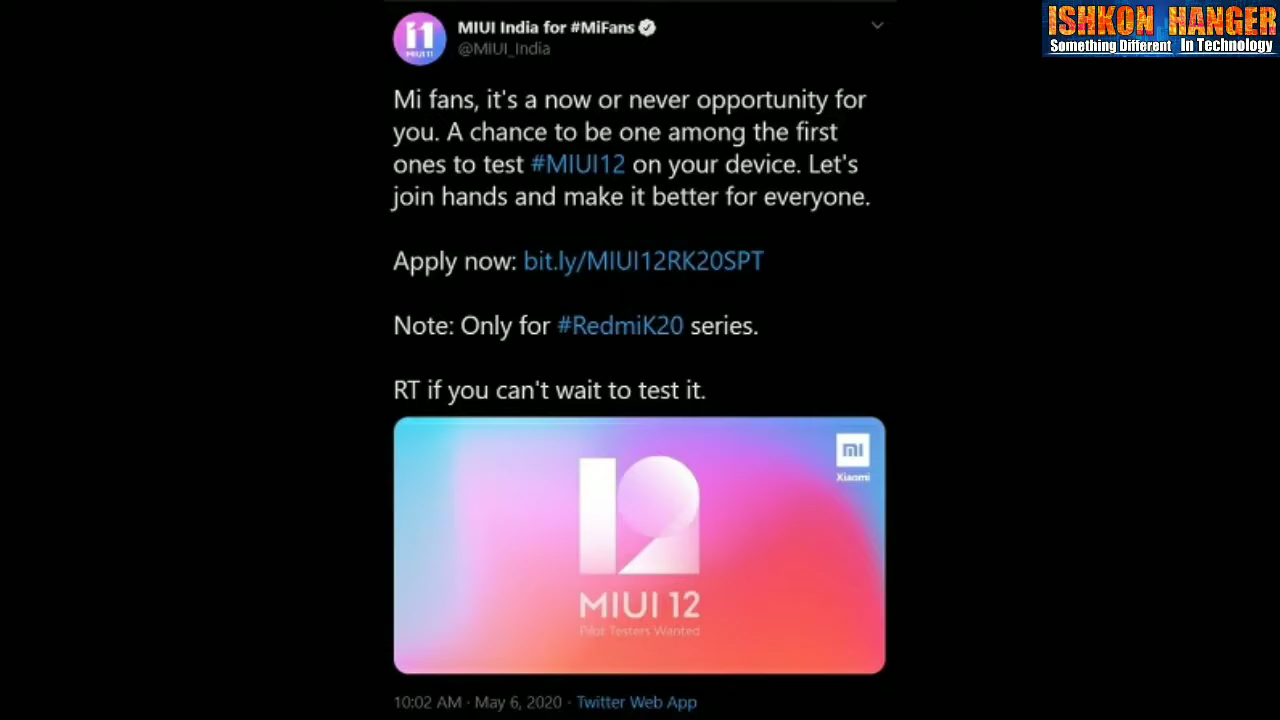 ISHKON HANGER
Something Different In Technology
11
MIUI 11
MIUI India for #MiFans
@MIUI_India
Mi fans, it's a now or never opportunity for
you. A chance to be one among the first
ones to test #MIUI12 on your device. Let's
join hands and make it better for everyone.
Apply now: bit.ly/MIUI12RK20SPT
Note: Only for #RedmiK20 series.
RT if you can't wait to test it.
mi
Xiaomi
12
MIUI 12
Pilot Testers Wanted
10:02 AM · May 6, 2020 · Twitter Web App